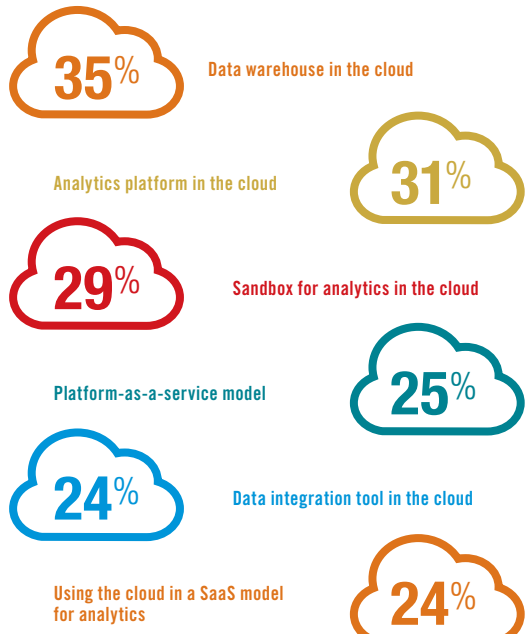 35%
Data warehouse in the cloud
Analytics platform in the cloud
31%
29%
Sandbox for analytics in the cloud
Platform-as-a-service model
25%
24%
Data integration tool in the cloud
Using the cloud in a SaaS model
for analytics
24%